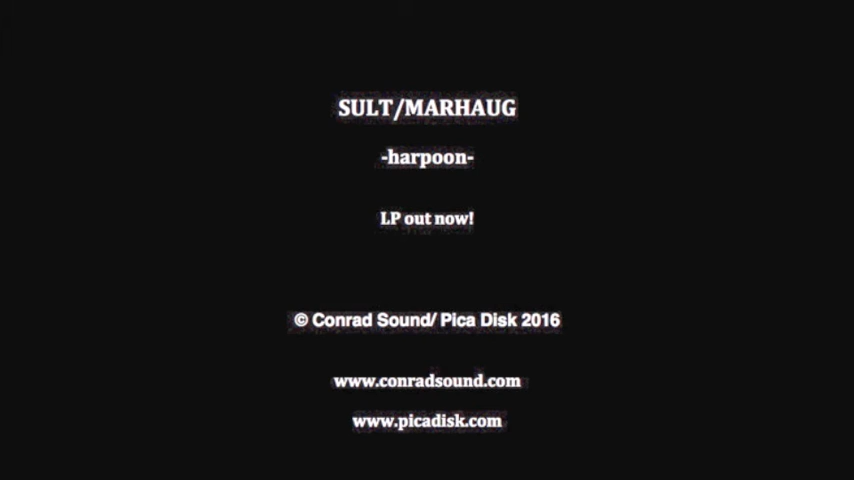 SULT/MARHAUG
-harpoon-
LP out now!
© Conrad Sound/ Pica Disk 2016
www.conradsound.com
www.picadisk.com